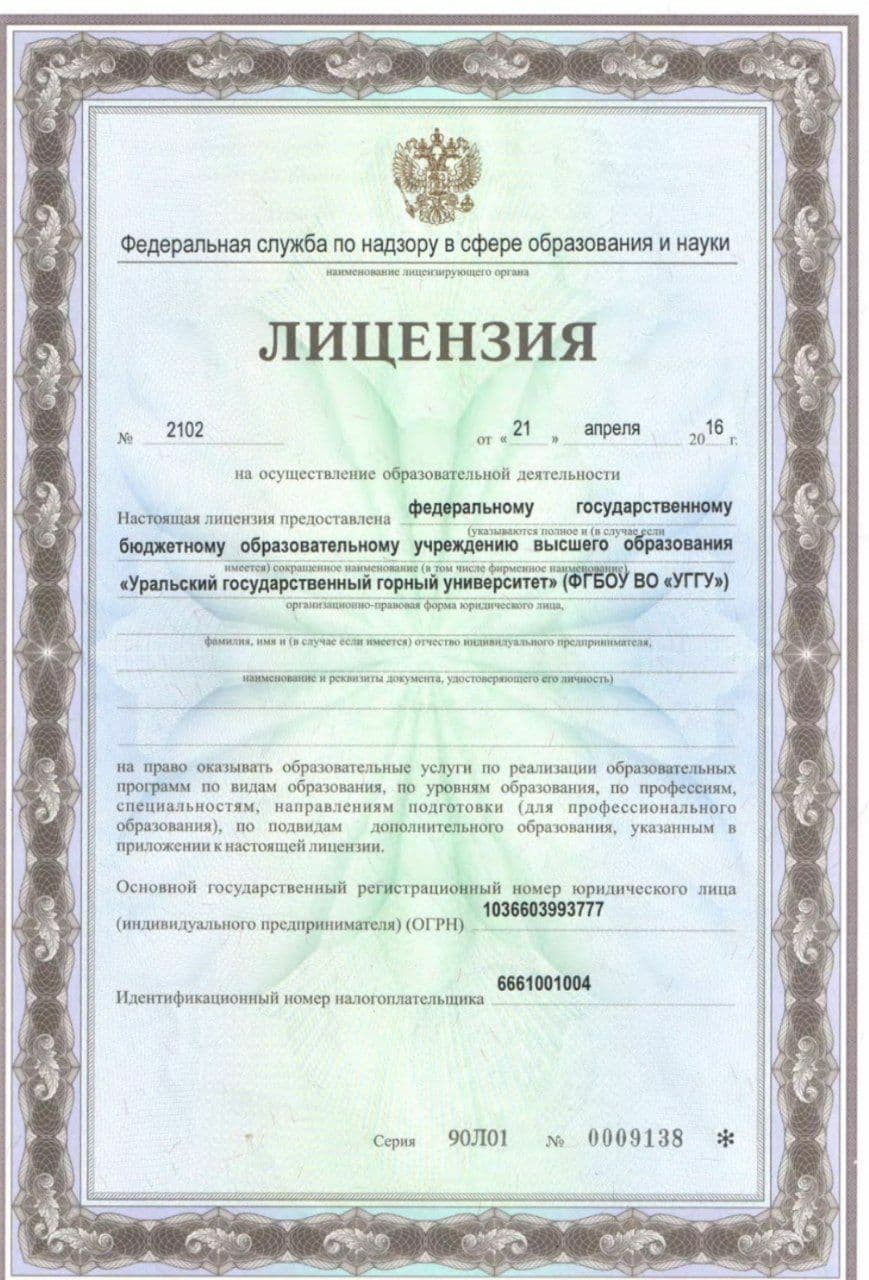 Федеральная служба по надзору в сфере образования и науки
наименование лицензирующего органа
ЛИЦЕНЗИЯ
№ 2102 от « 21 » апреля 2016 г.
на осуществление образовательной деятельности
Настоящая лицензия предоставлена федеральному государственному
(указываются полное и (в случае если
бюджетному образовательному учреждению высшего образования
имеется) сокращенное наименование (в том числе фирменное наименование),
«Уральский государственный горный университет» (ФГБОУ ВО «УГГУ»)
организационно-правовая форма юридического лица,
фамилия, имя и (в случае если имеется) отчество индивидуального предпринимателя,
наименование и реквизиты документа, удостоверяющего его личность)
на право оказывать образовательные услуги по реализации образовательных
программ по видам образования, по уровням образования, по профессиям,
специальностям, направлениям подготовки (для профессионального
образования), по подвидам дополнительного образования, указанным в
приложении к настоящей лицензии.
Основной государственный регистрационный номер юридического лица
(индивидуального предпринимателя) (ОГРН) 1036603993777
Идентификационный номер налогоплательщика 6661001004
Серия 90Л01 № 0009138 *